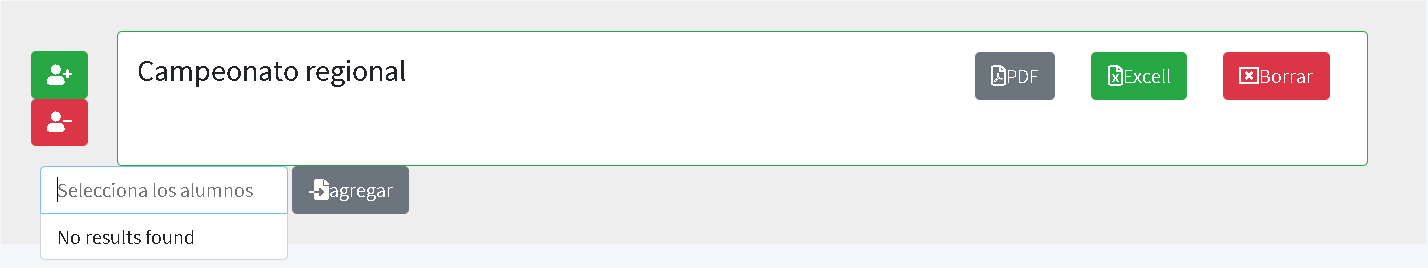 Campeonato regional
PDF
Excell
Borrar
Selecciona los alumnos
agregar
No results found